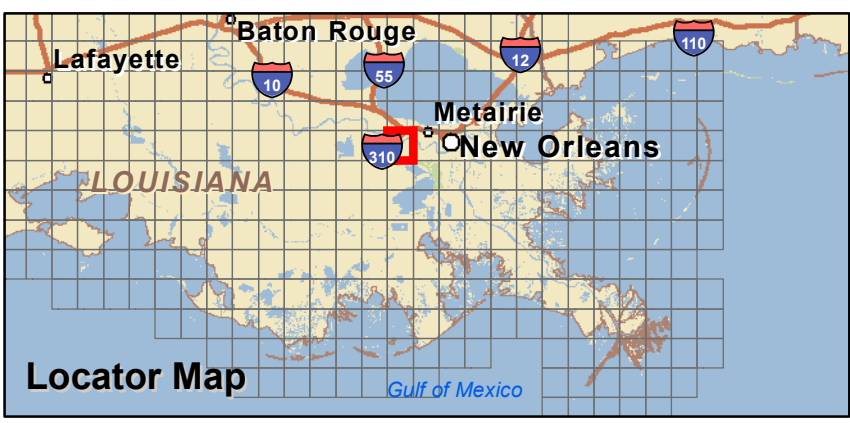 Baton Rouge
Lafayette
10
55
12
110
Metairie
310
New Orleans
LOUISIANA
Locator Map
Gulf of Mexico